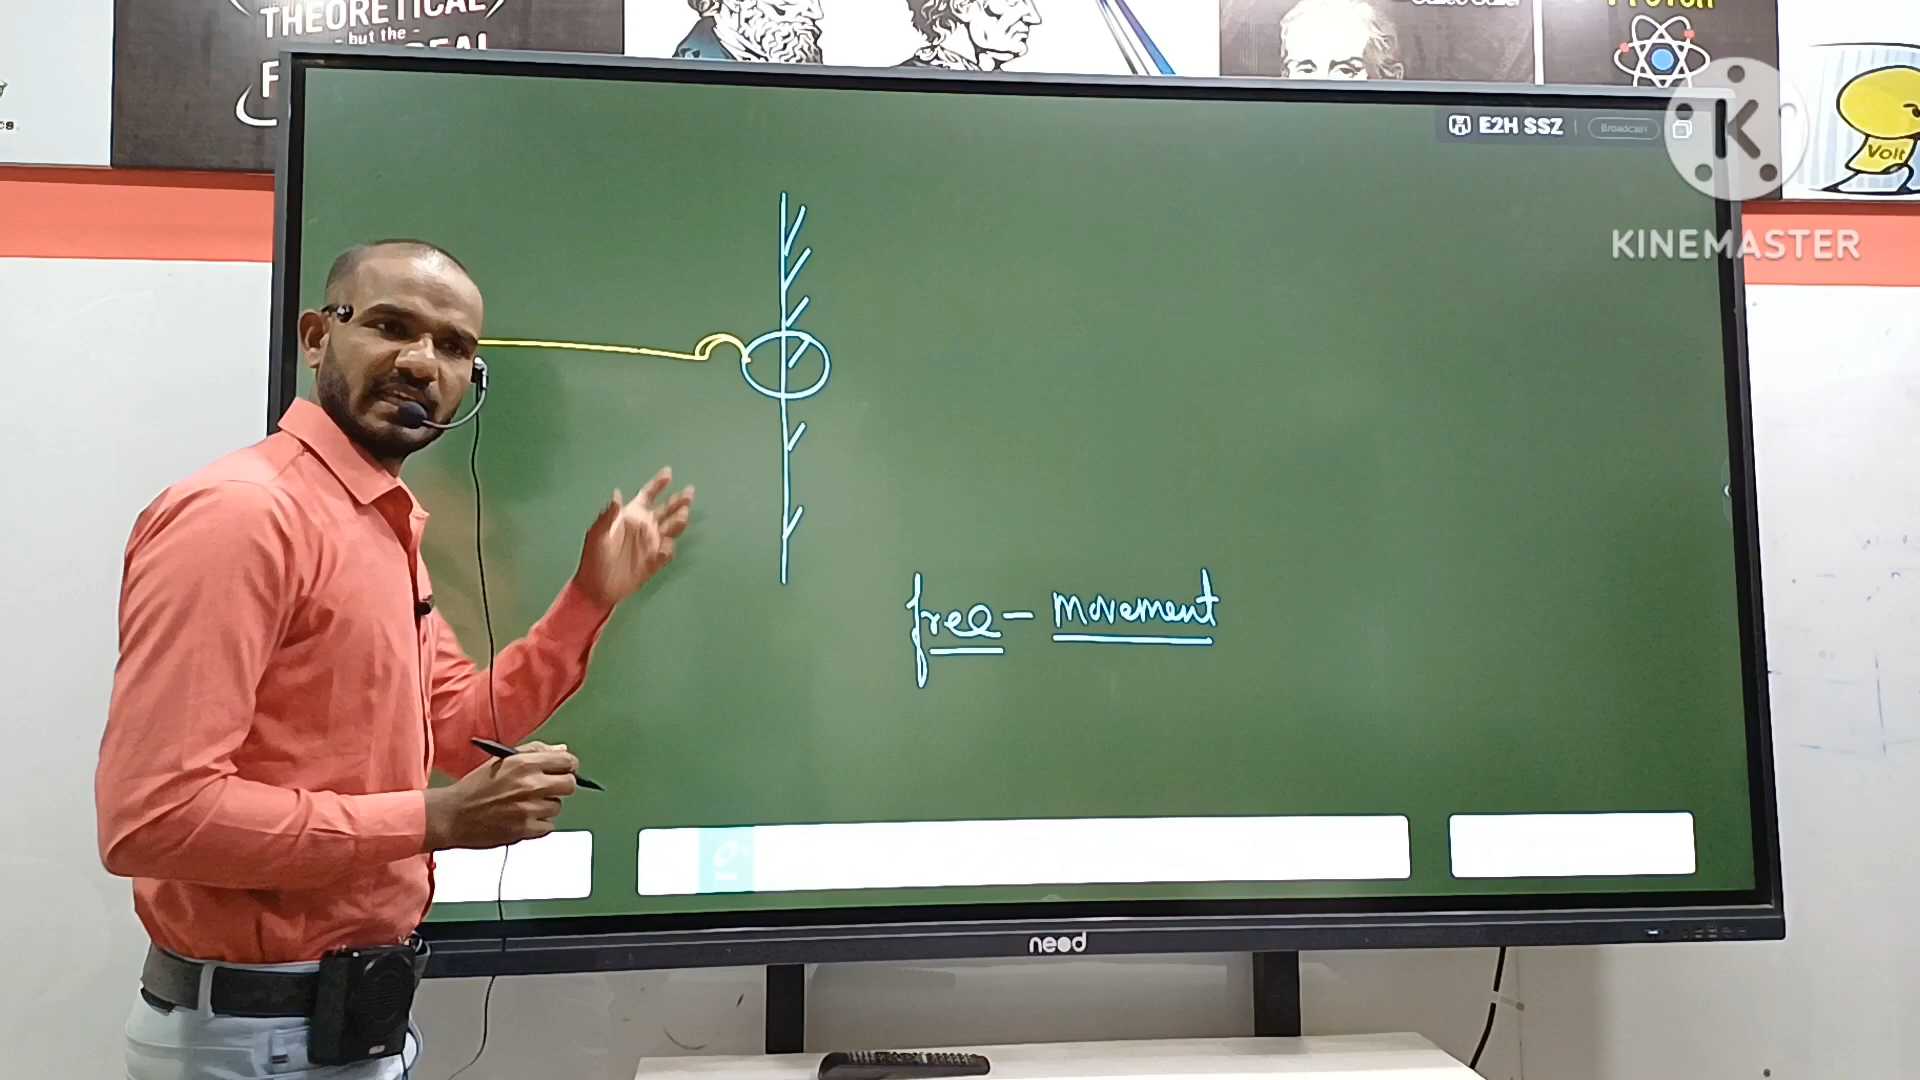 THEORETICAL
- but the -
E2H SSZ
Broadcast
Volt
K
KINEMASTER
free - movement
neod